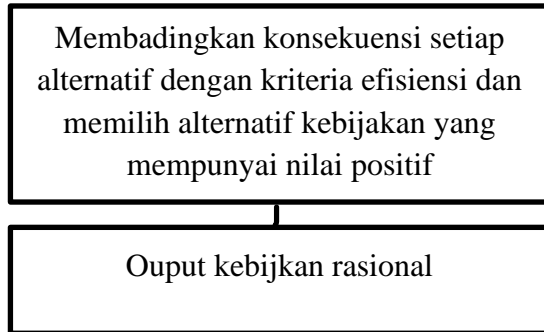 Membadingkan konsekuensi setiap
alternatif dengan kriteria efisiensi dan
memilih alternatif kebijakan yang
mempunyai nilai positif
Ouput kebijkan rasional